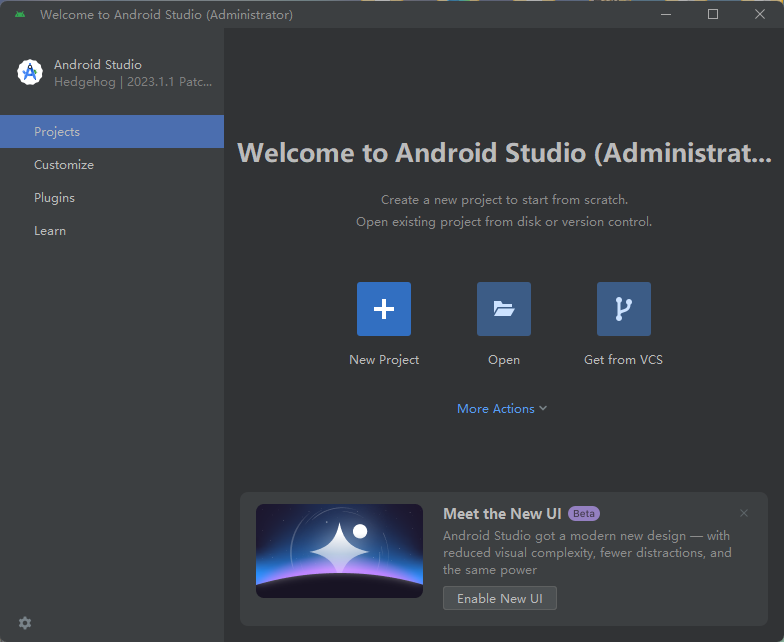 Welcome to Android Studio (Administrator)
Android Studio
Hedgehog | 2023.1.1 Patc...
Projects
Customize
Plugins
Learn
Welcome to Android Studio (Administrat...
Create a new project to start from scratch.
Open existing project from disk or version control.
New Project
Open
Get from VCS
More Actions
Meet the New UI Beta
Android Studio got a modern new design — with
reduced visual complexity, fewer distractions, and
the same power
Enable New UI